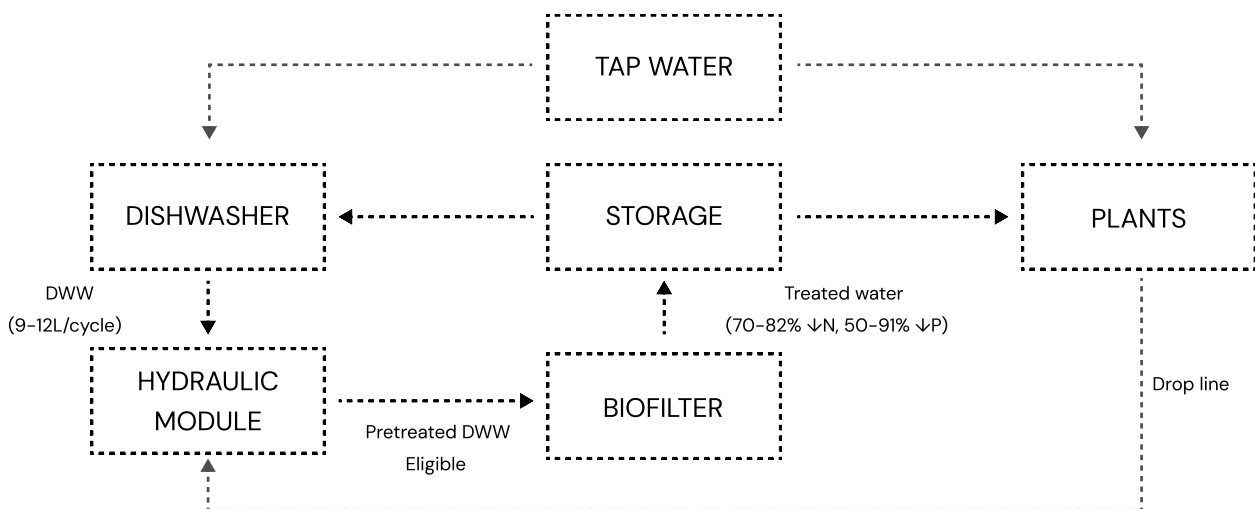 TAP WATER
DISHWASHER
STORAGE
PLANTS
DWW
(9-12L/cycle)
Treated water
(70-82% ↓N, 50-91% ↓P)
HYDRAULIC
MODULE
BIOFILTER
Drop line
Pretreated DWW
Eligible